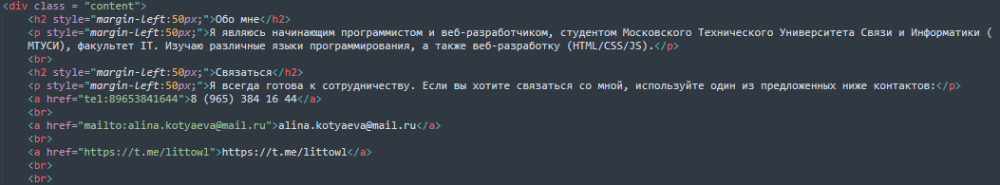 <div class = "content">
<h2 style="margin-left:50px;">Обо мне</h2>
<p style="margin-left:50px;">Я являюсь начинающим программистом и веб-разработчиком, студентом Московского Технического Университета Связи и Информатики (
МТУСИ), факультет IT. Изучаю различные языки программирования, а также веб-разработку (HTML/CSS/JS).</p>
<br>
<h2 style="margin-left:50px;">Связаться</h2>
<p style="margin-left:50px;">Я всегда готова к сотрудничеству. Если вы хотите связаться со мной, используйте один из предложенных ниже контактов:</p>
<a href="tel:89653841644">8 (965) 384 16 44</a>
<br>
<a href="mailto:alina.kotyaeva@mail.ru">alina.kotyaeva@mail.ru</a>
<br>
<a href="https://t.me/littowl">https://t.me/littowl</a>
<br>
<br>